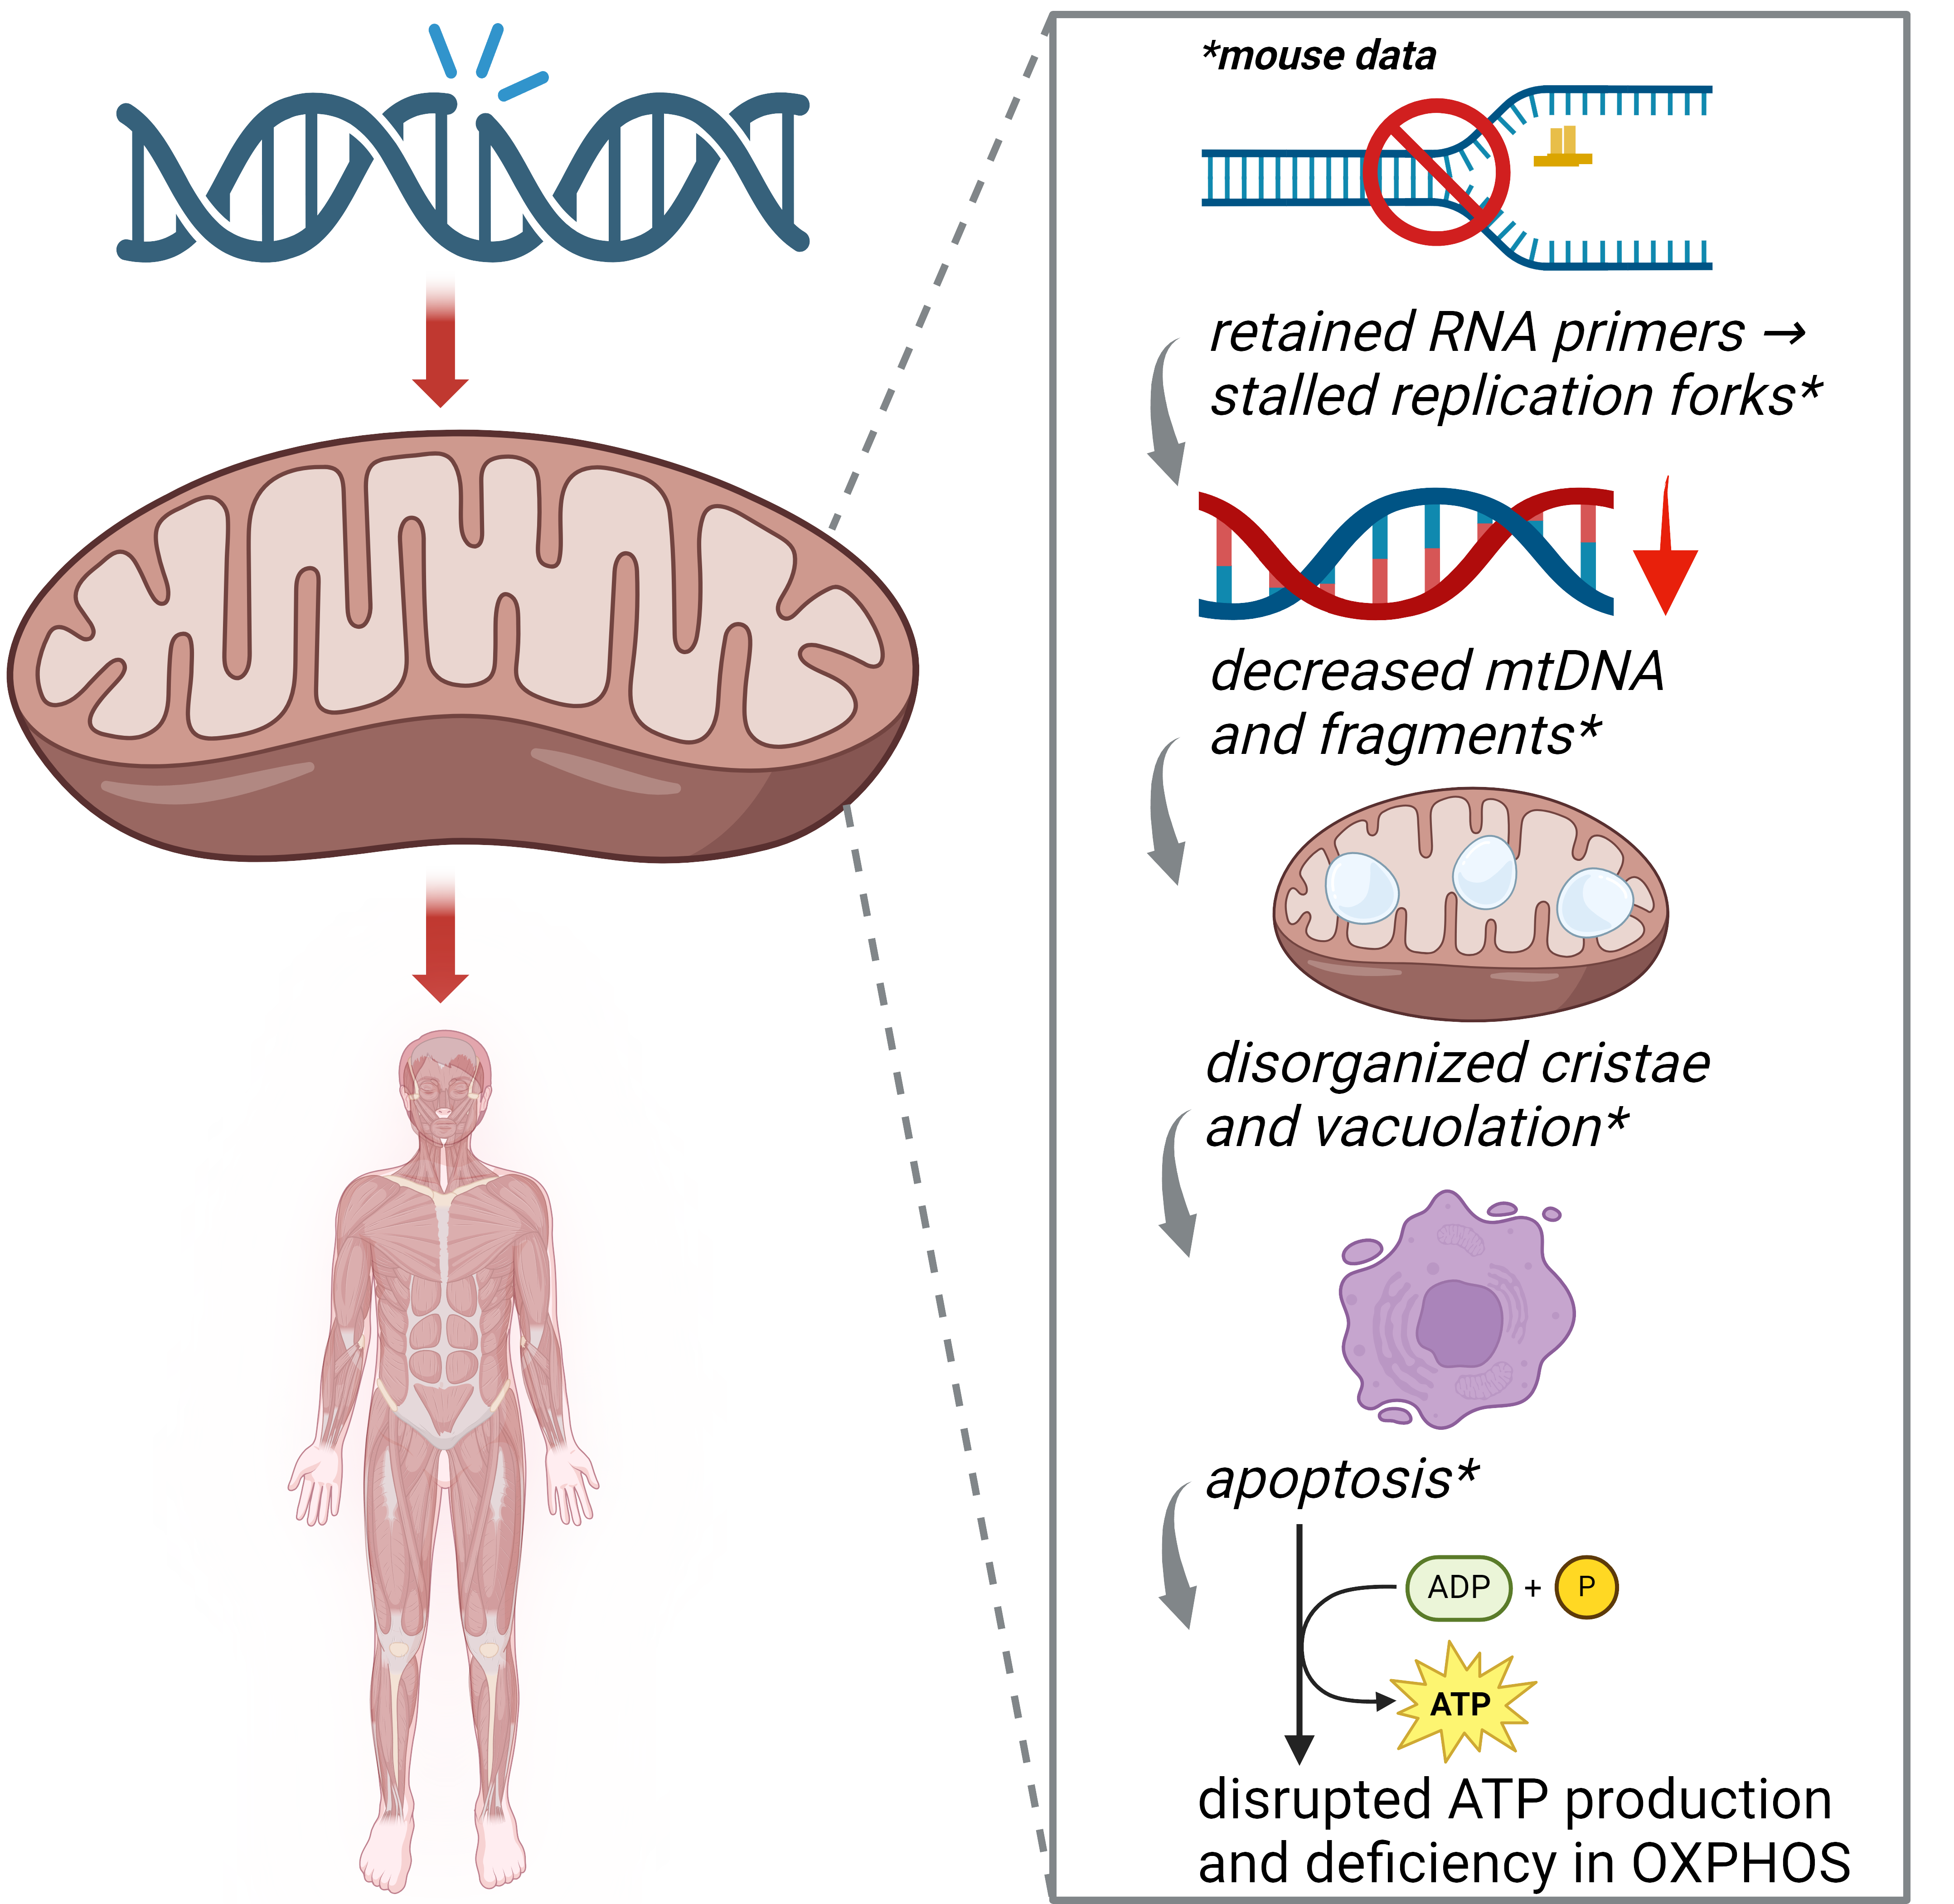 *mouse data
retained RNA primers →
stalled replication forks*
decreased mtDNA
and fragments*
disorganized cristae
and vacuolation*
apoptosis*
ADP + P
ATP
disrupted ATP production
and deficiency in OXPHOS